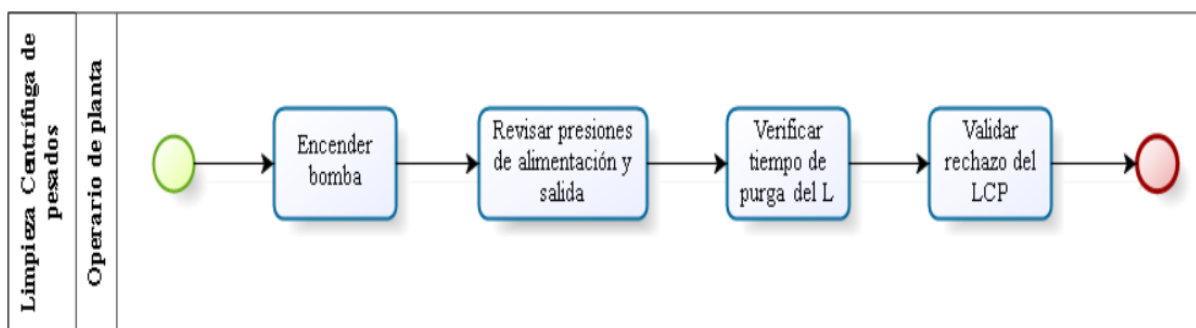 Limpieza Centrífuga de
pesados
Operario de planta
Encender
bomba
Revisar presiones
de alimentación y
salida
Verificar
tiempo de
purga del L
Validar
rechazo del
LCP